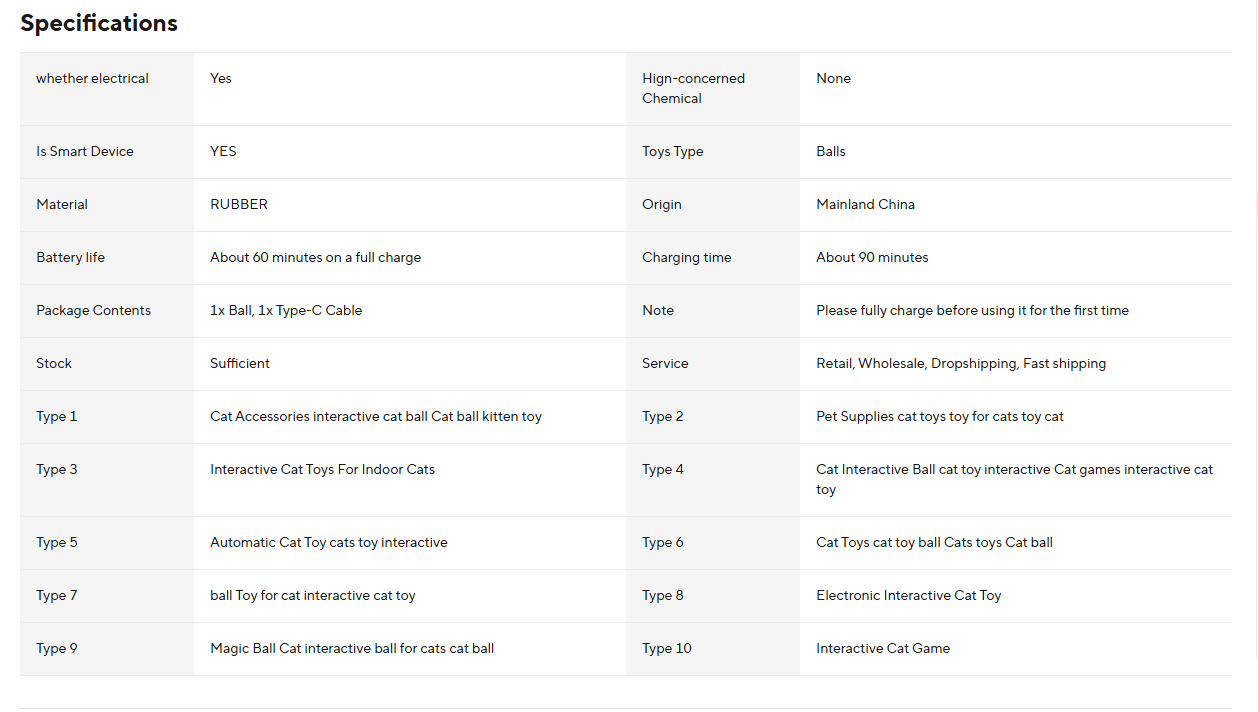 Specifications
whether electrical
Yes
Hign-concerned
Chemical
None
Is Smart Device
YES
Toys Type
Balls
Material
RUBBER
Origin
Mainland China
Battery life
About 60 minutes on a full charge
Charging time
About 90 minutes
Package Contents
1x Ball, 1x Type-C Cable
Note
Please fully charge before using it for the first time
Stock
Sufficient
Service
Retail, Wholesale, Dropshipping, Fast shipping
Type 1
Cat Accessories interactive cat ball Cat ball kitten toy
Type 2
Pet Supplies cat toys toy for cats toy cat
Type 3
Interactive Cat Toys For Indoor Cats
Type 4
Cat Interactive Ball cat toy interactive Cat games interactive cat
toy
Type 5
Automatic Cat Toy cats toy interactive
Type 6
Cat Toys cat toy ball Cats toys Cat ball
Type 7
ball Toy for cat interactive cat toy
Type 8
Electronic Interactive Cat Toy
Type 9
Magic Ball Cat interactive ball for cats cat ball
Type 10
Interactive Cat Game